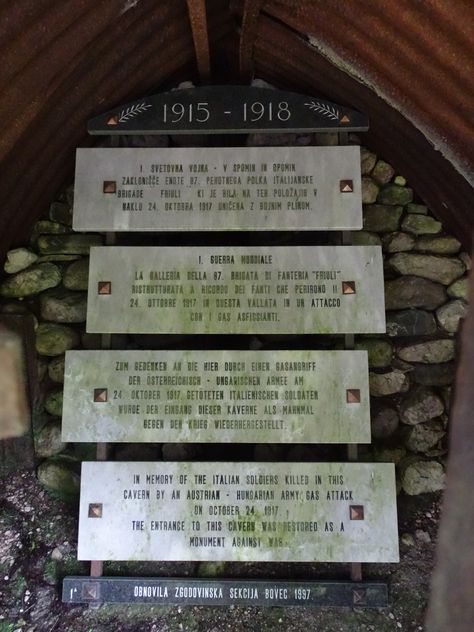 1915 - 1918
1. SVETOVNA VOJNA - V SPOMIN IN OPOMIN
ZAKLONIŠČE ENOTE 87. PEHOTNEGA POLKA ITALIJANSKE
BRIGADE "FRIULI" KI JE BILA NA TEM POLOŽAJU V
NAKLU 24. OKTOBRA 1917 UNIČENA Z BOJNIM PLINOM.
1. GUERRA MONDIALE
LA GALLERIA DELLA 87. BRIGATA DI FANTERIA "FRIULI"
RISTRUTTURATA A RICORDO DEI FANTI CHE PERIRONO IL
24. OTTOBRE 1917 IN QUESTA VALLATA IN UN ATTACCO
CON I GAS ASFISSIANTI.
ZUM GEDENKEN AN DIE HIER DURCH EINEN GASANGRIFF
DER ÖSTERREICHISCH - UNGARISCHEN ARMEE AM
24. OKTOBER 1917 GETÖTETEN ITALIENISCHEN SOLDATEN
WURDE DER EINGANG DIESER KAVERNE ALS MAHNMAL
GEGEN DEN KRIEG WIEDERHERGESTELLT.
IN MEMORY OF THE ITALIAN SOLDIERS KILLED IN THIS
CAVERN BY AN AUSTRIAN - HUNGARIAN ARMY GAS ATTACK
ON OCTOBER 24. 1917.
THE ENTRANCE TO THIS CAVERN WAS RESTORED AS A
MONUMENT AGAINST WAR.
OBNOVILA ZGODOVINSKA SEKCIJA BOVEC 1997.